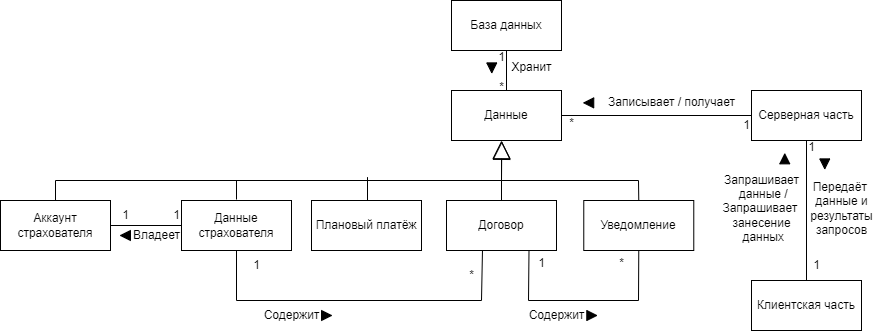 База данных
1
Хранит
*
Данные
Записывает / получает
*
1
Серверная часть
1
Запрашивает
данные /
Запрашивает
занесение
данных
Передаёт
данные и
результаты
запросов
1
Клиентская часть
Аккаунт
страхователя
1
1
Владеет
Данные
страхователя
Плановый платёж
Договор
Уведомление
1
*
Содержит
1
*
Содержит